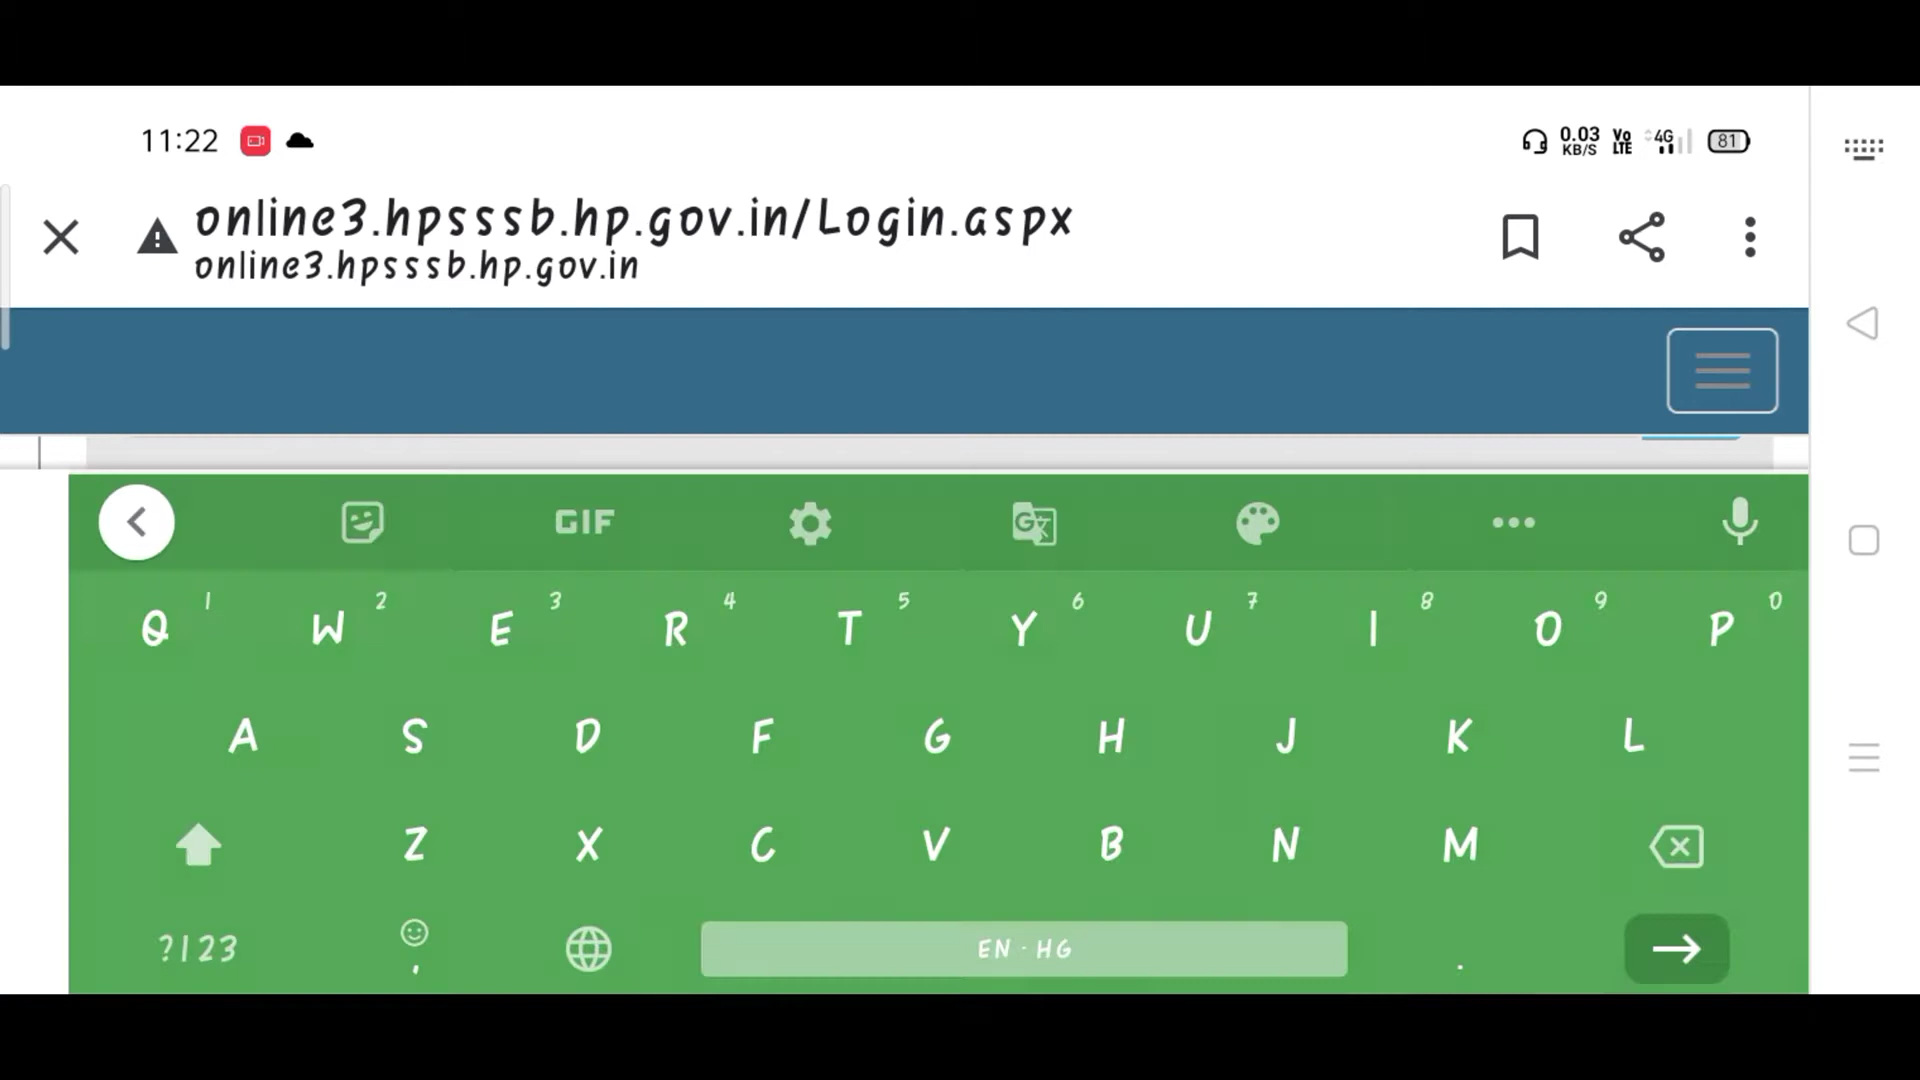 11:22
0.03 KB/S Vo LTE 4G 81
online3.hpsssb.hp.gov.in/Login.aspx
online3.hpsssb.hp.gov.in
GIF G
1 2 3 4 5 6 7 8 9 0
Q W E R T Y U I O P
A S D F G H J K L
Z X C V B N M
?123 , EN · HG .